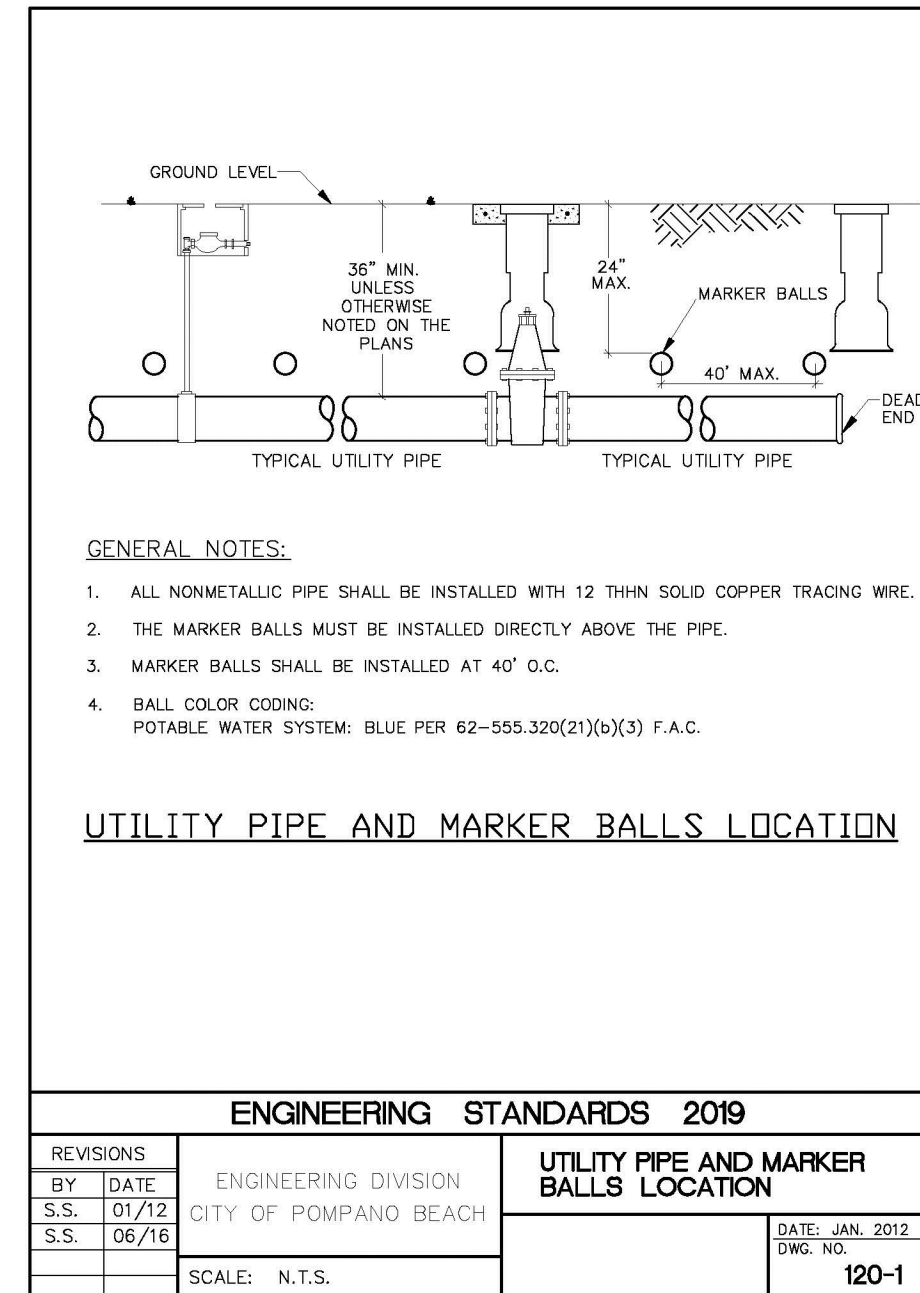 GROUND LEVEL
36" MIN.
UNLESS
OTHERWISE
NOTED ON THE
PLANS
24"
MAX.
MARKER BALLS
40' MAX.
DEAD
END
TYPICAL UTILITY PIPE
TYPICAL UTILITY PIPE
GENERAL NOTES:
1. ALL NONMETALLIC PIPE SHALL BE INSTALLED WITH 12 THHN SOLID COPPER TRACING WIRE.
2. THE MARKER BALLS MUST BE INSTALLED DIRECTLY ABOVE THE PIPE.
3. MARKER BALLS SHALL BE INSTALLED AT 40' O.C.
4. BALL COLOR CODING:
POTABLE WATER SYSTEM: BLUE PER 62-555.320(21)(b)(3) F.A.C.
UTILITY PIPE AND MARKER BALLS LOCATION
ENGINEERING STANDARDS 2019
REVISIONS
BY DATE
S.S. 01/12
S.S. 06/16
ENGINEERING DIVISION
CITY OF POMPANO BEACH
SCALE: N.T.S.
UTILITY PIPE AND MARKER
BALLS LOCATION
DATE: JAN. 2012
DWG. NO.
120-1